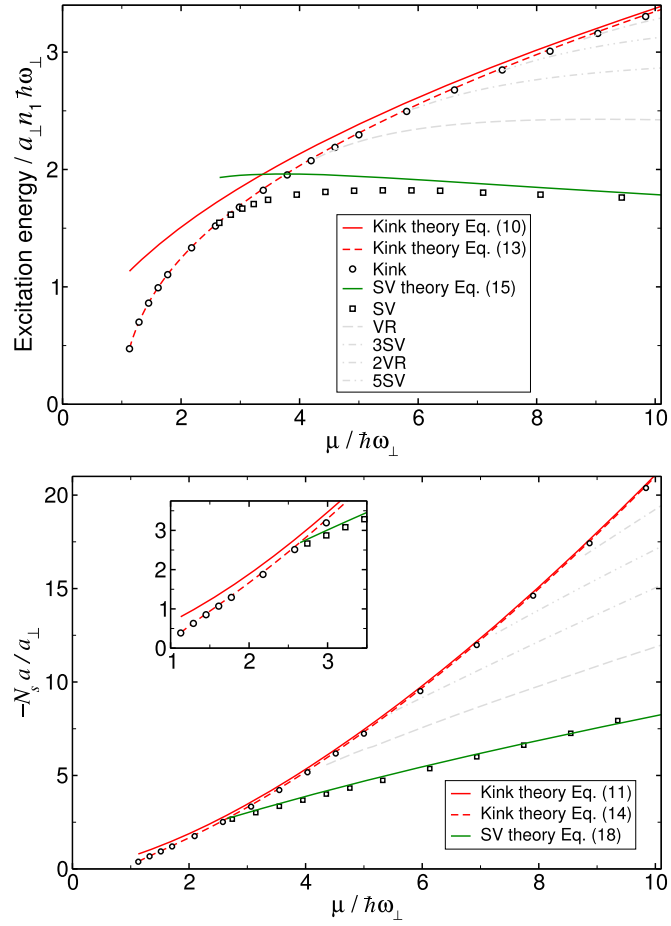 3
2
1
0
Excitation energy / a⊥n₁ħω⊥
Kink theory Eq. (10)
Kink theory Eq. (13)
Kink
SV theory Eq. (15)
SV
VR
3SV
2VR
5SV
0 2 4 6 8 10
μ / ħω⊥
20
15
10
5
0
−Nₛ a / a⊥
3
2
1
0
1 2 3
Kink theory Eq. (11)
Kink theory Eq. (14)
SV theory Eq. (18)
0 2 4 6 8 10
μ / ħω⊥